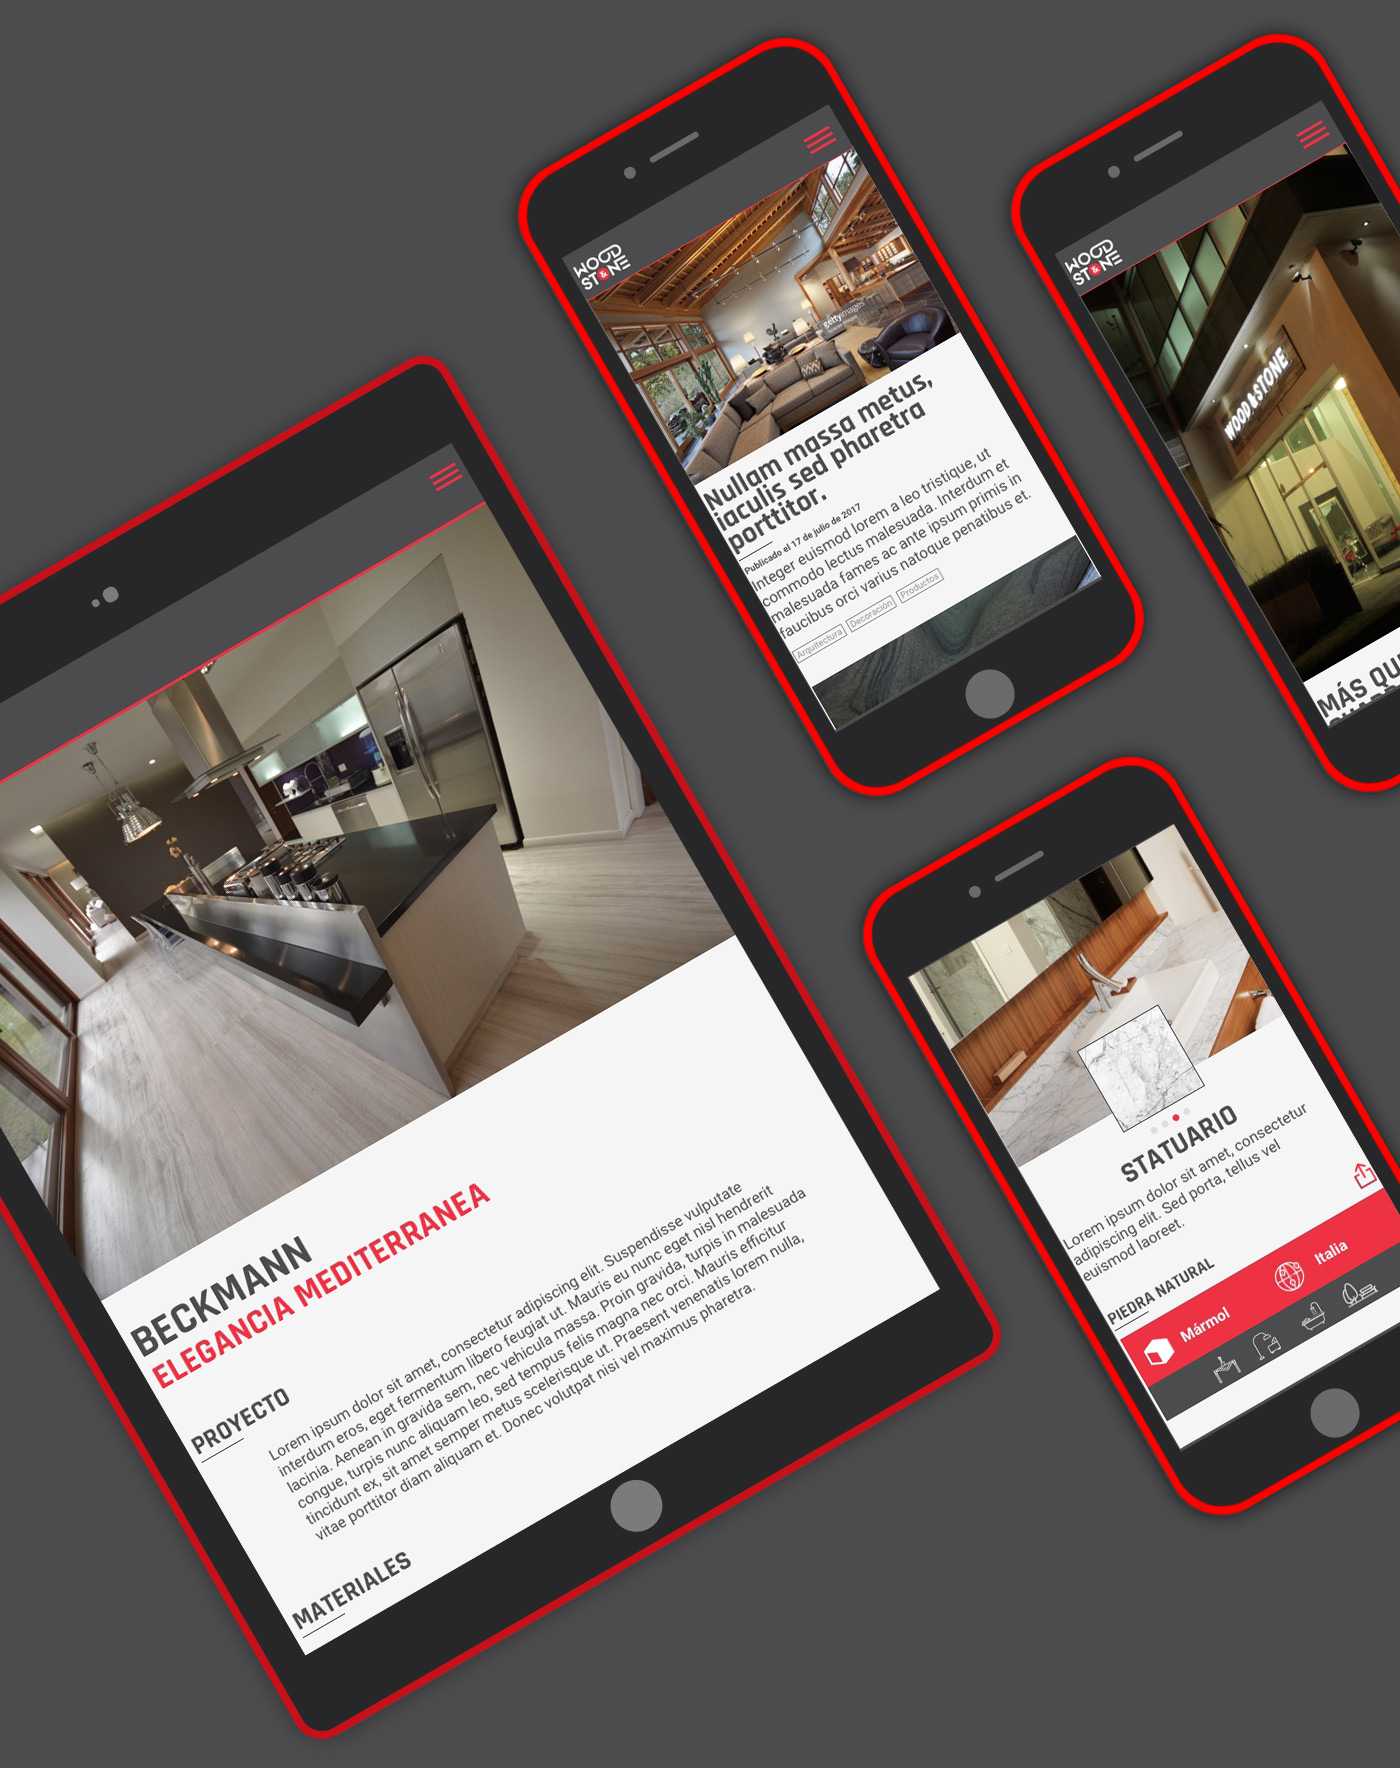 WOOD
ST&NE
gettyimages
Nullam massa metus,
iaculis sed pharetra
porttitor.
Publicado el 17 de julio de 2017
Integer euismod lorem a leo tristique, ut
commodo lectus malesuada. Interdum et
malesuada fames ac ante ipsum primis in
faucibus orci varius natoque penatibus et.
Arquitectura Decoración Productos
WOOD
ST&NE
WOOD&STONE
MÁS QU
BECKMANN
ELEGANCIA MEDITERRANEA
PROYECTO
Lorem ipsum dolor sit amet, consectetur adipiscing elit. Suspendisse vulputate
interdum eros, eget fermentum libero feugiat ut. Mauris eu nunc eget nisl hendrerit
lacinia. Aenean in gravida sem, nec vehicula massa. Proin gravida, turpis in malesuada
congue, turpis nunc aliquam leo, sed tempus felis magna nec orci. Mauris efficitur
tincidunt ex, sit amet semper metus scelerisque ut. Praesent venenatis lorem nulla,
vitae porttitor diam aliquam et. Donec volutpat nisi vel maximus pharetra.
MATERIALES
STATUARIO
Lorem ipsum dolor sit amet, consectetur
adipiscing elit. Sed porta, tellus vel
euismod laoreet.
PIEDRA NATURAL
Mármol
Italia